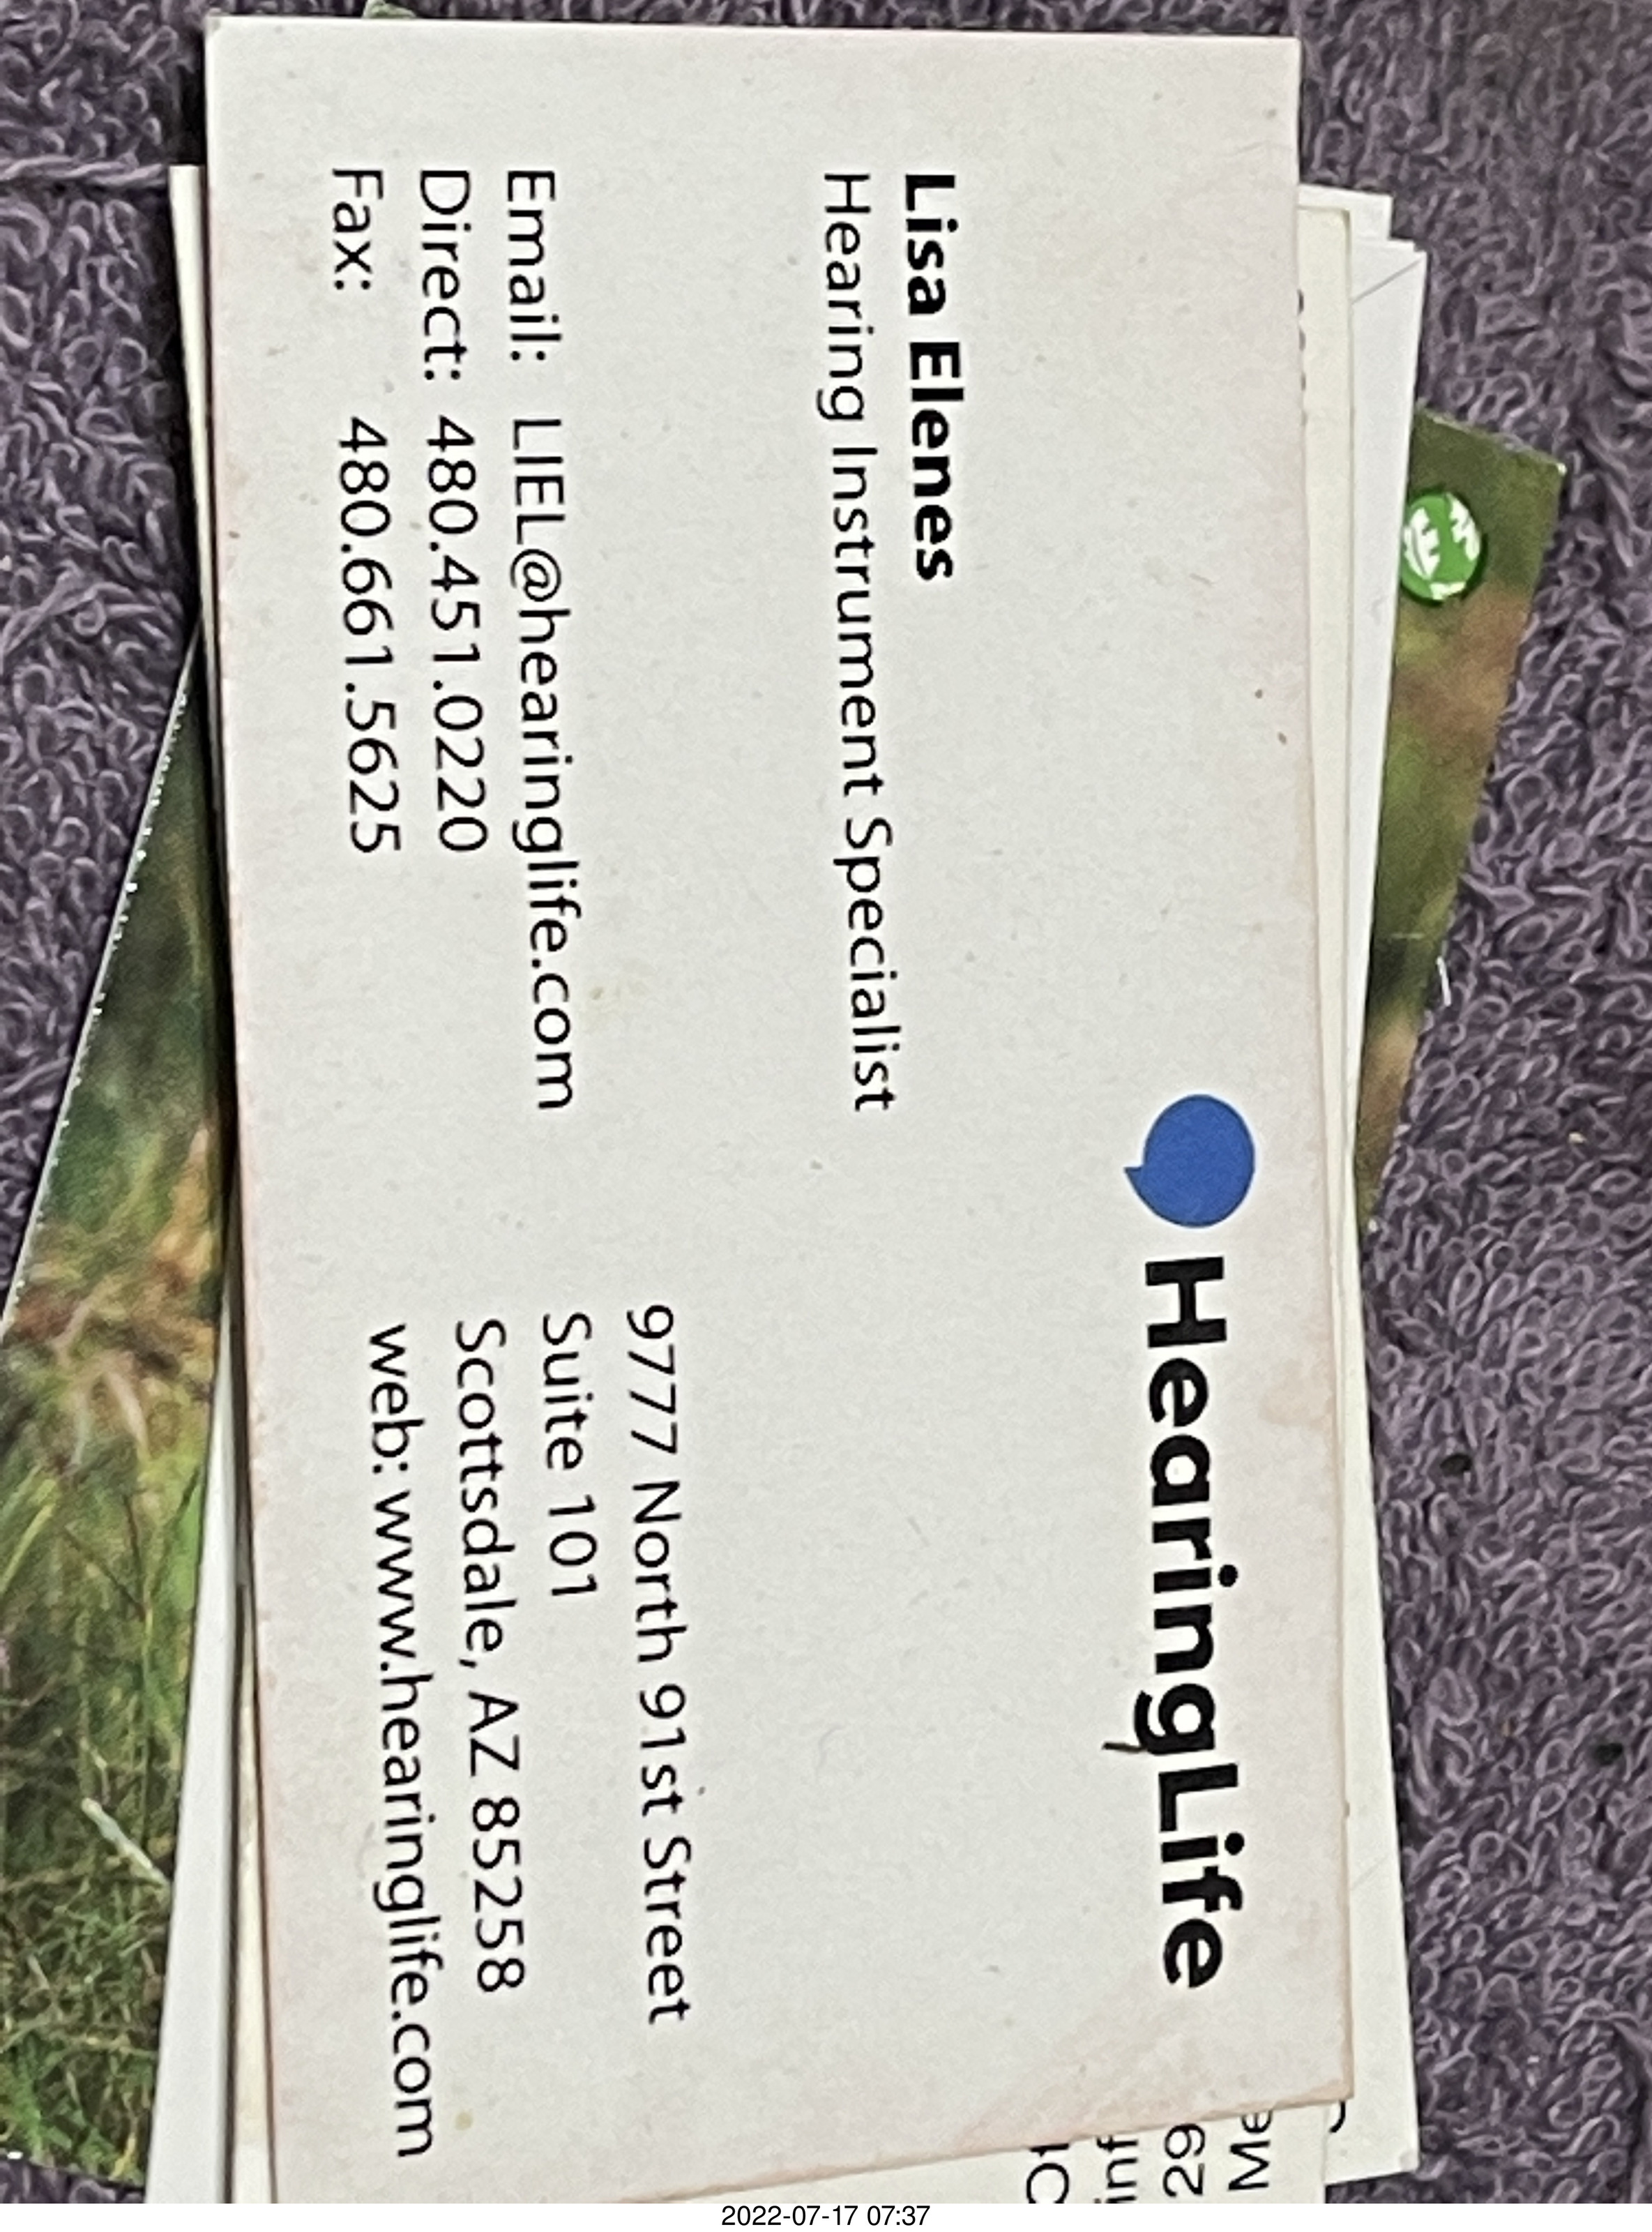 HearingLife
Lisa Elenes
Hearing Instrument Specialist
9777 North 91st Street
Suite 101
Scottsdale, AZ 85258
web: www.hearinglife.com
Email: LIEL@hearinglife.com
Direct: 480.451.0220
Fax: 480.661.5625
29
2022-07-17 07:37